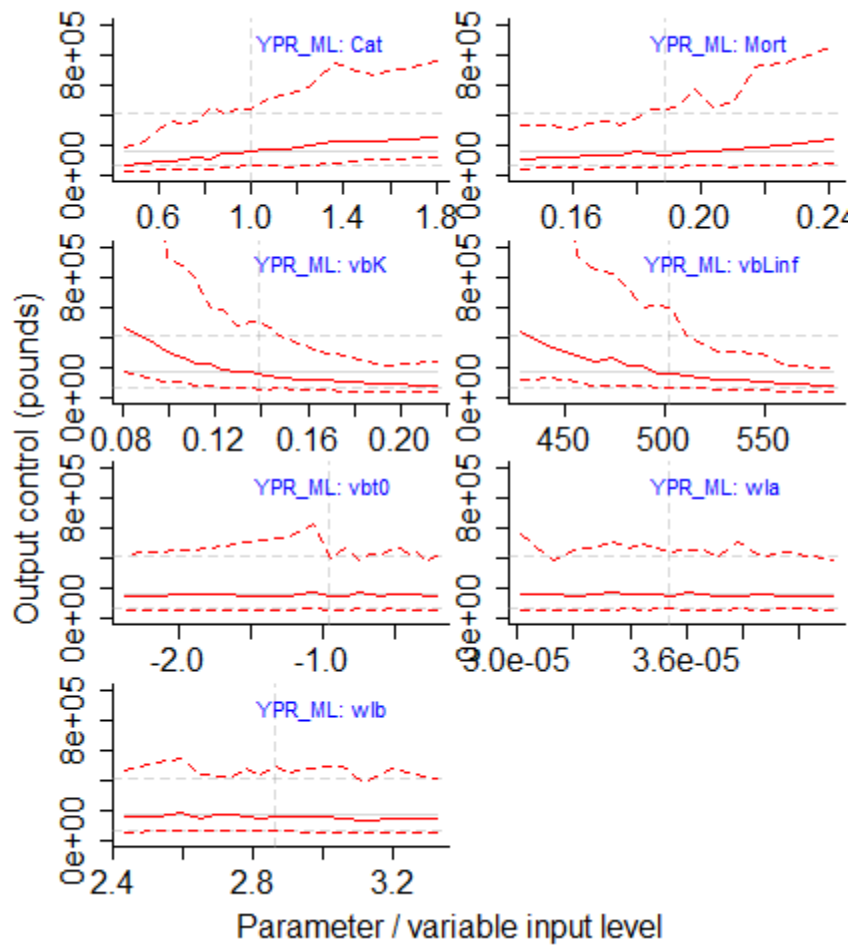 Output control (pounds)
YPR_ML: Cat
0e+00 8e+05
0.6 1.0 1.4 1.8
YPR_ML: Mort
0e+00 8e+05
0.16 0.20 0.24
YPR_ML: vbK
0e+00 8e+05
0.08 0.12 0.16 0.20
YPR_ML: vbLinf
0e+00 8e+05
450 500 550
YPR_ML: vbt0
0e+00 8e+05
-2.0 -1.0
YPR_ML: wla
0e+00 8e+05
3.0e-05 3.6e-05
YPR_ML: wlb
0e+00 8e+05
2.4 2.8 3.2
Parameter / variable input level